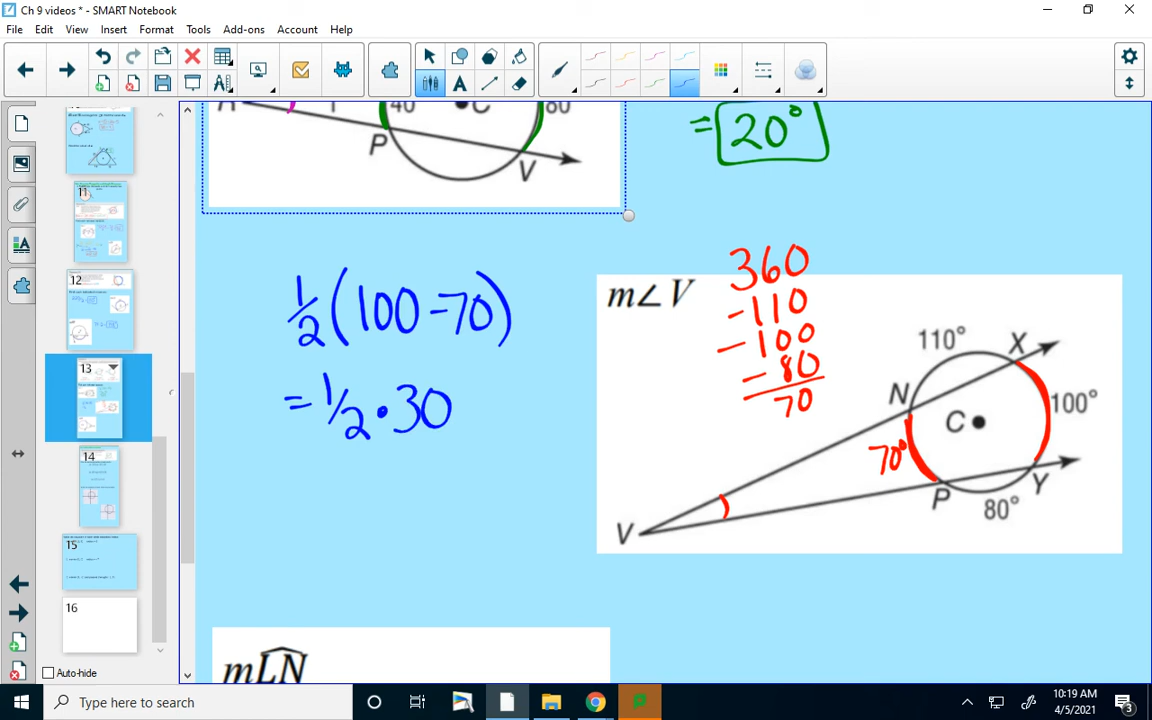 Ch 9 videos * - SMART Notebook
File Edit View Insert Format Tools Add-ons Account Help
40 C 80
P
V
= 20°
½(100-70)
= ½•30
m∠V
360
-110
-100
-80
70
110° X
N
C 100°
70°
P 80° Y
V
mLN
11
12
13
14
15
16
Auto-hide
Type here to search
10:19 AM
4/5/2021
3